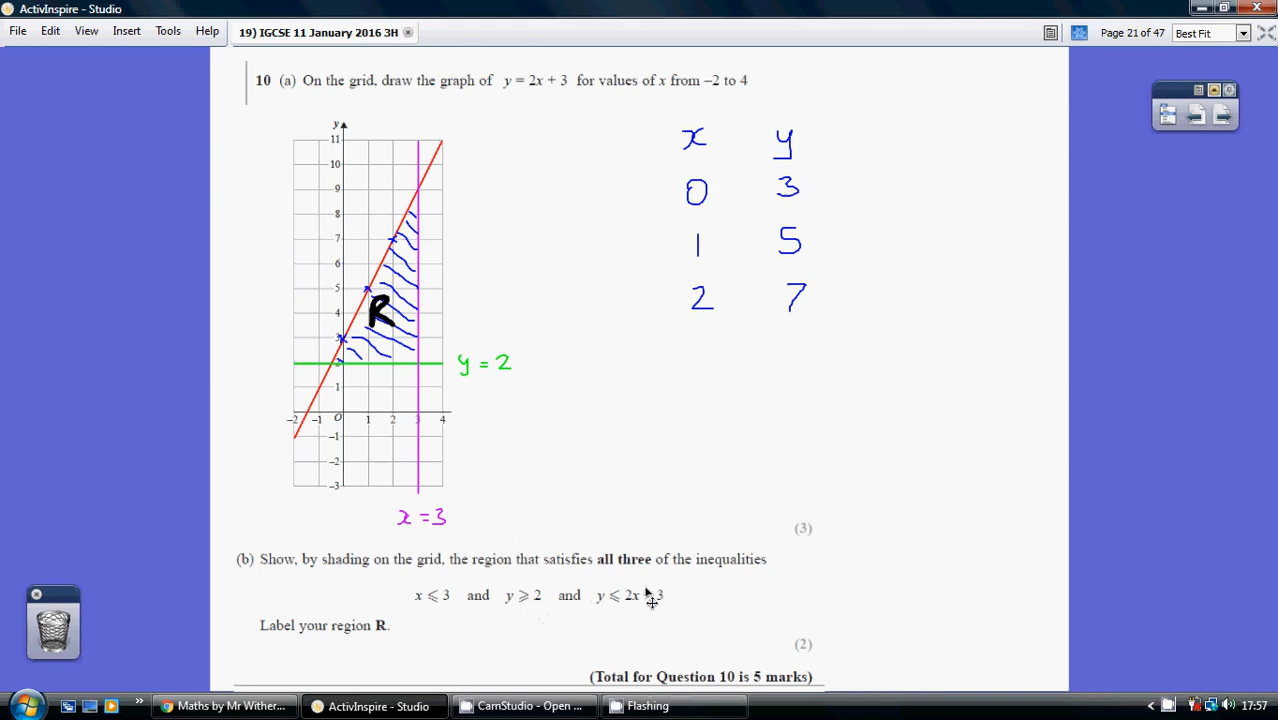 ActivInspire - Studio
File Edit View Insert Tools Help
19) IGCSE 11 January 2016 3H
Page 21 of 47
Best Fit
10 (a) On the grid, draw the graph of y = 2x + 3 for values of x from –2 to 4
y
11
10
9
8
7
6
5
4
3
2
1
–2 –1 O 1 2 3 4
–1
–2
–3
R
y = 2
x = 3
x y
0 3
1 5
2 7
(3)
(b) Show, by shading on the grid, the region that satisfies all three of the inequalities
x ⩽ 3 and y ⩾ 2 and y ⩽ 2x 3
Label your region R.
(2)
(Total for Question 10 is 5 marks)
Maths by Mr Wither... ActivInspire - Studio CamStudio - Open ... Flashing 17:57